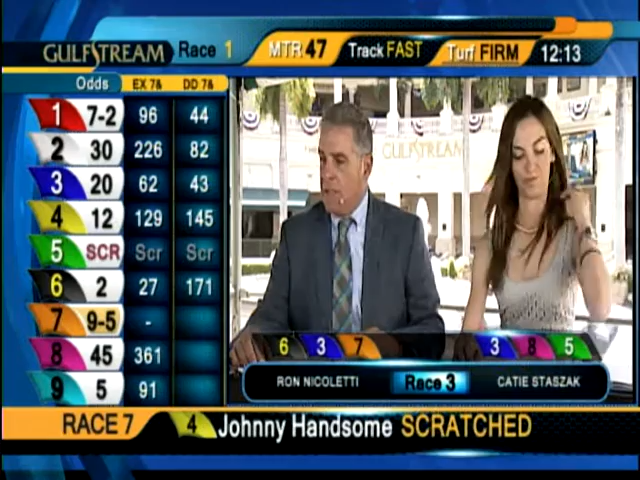 GULFSTREAM Race 1 MTR 47 Track FAST Turf FIRM 12:13
Odds EX 7& DD 7&
1 7-2 96 44
2 30 226 82
3 20 62 43
4 12 129 145
5 SCR Scr Scr
6 2 27 171
7 9-5 -
8 45 361
9 5 91
GULFSTREAM
6 3 7 3 8 5
RON NICOLETTI Race 3 CATIE STASZAK
RACE 7 4 Johnny Handsome SCRATCHED